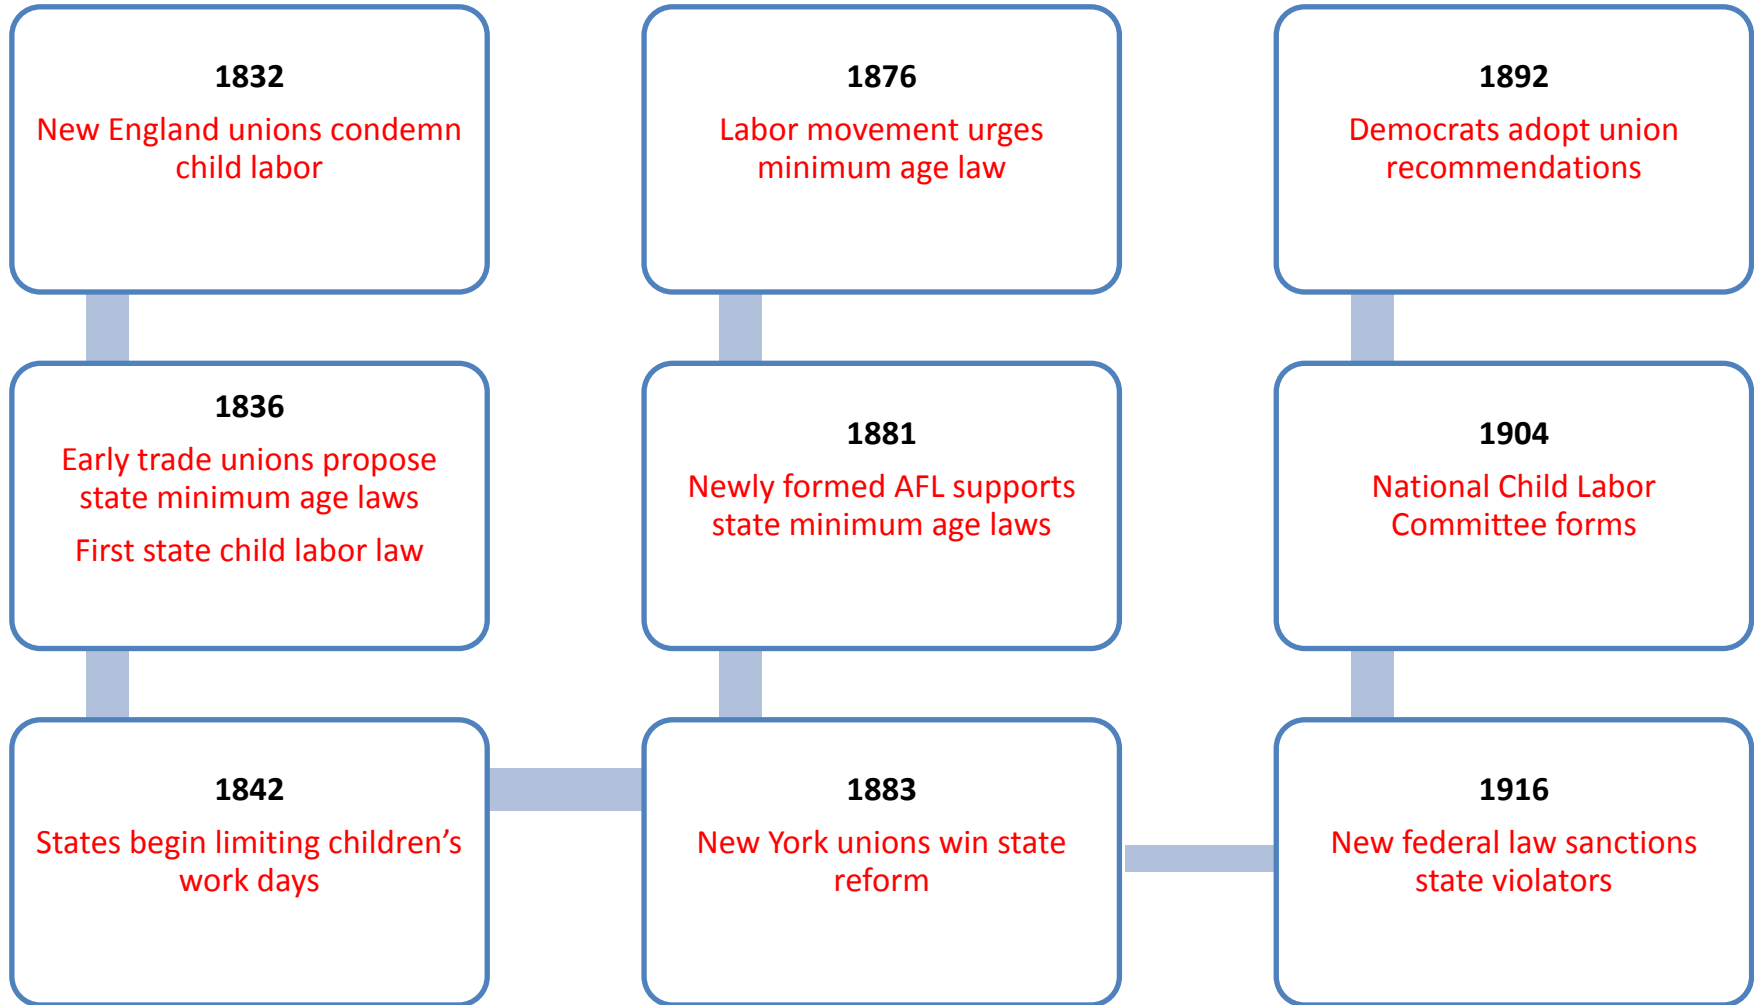 1832
New England unions condemn
child labor
1836
Early trade unions propose
state minimum age laws
First state child labor law
1842
States begin limiting children’s
work days
1876
Labor movement urges
minimum age law
1881
Newly formed AFL supports
state minimum age laws
1883
New York unions win state
reform
1892
Democrats adopt union
recommendations
1904
National Child Labor
Committee forms
1916
New federal law sanctions
state violators